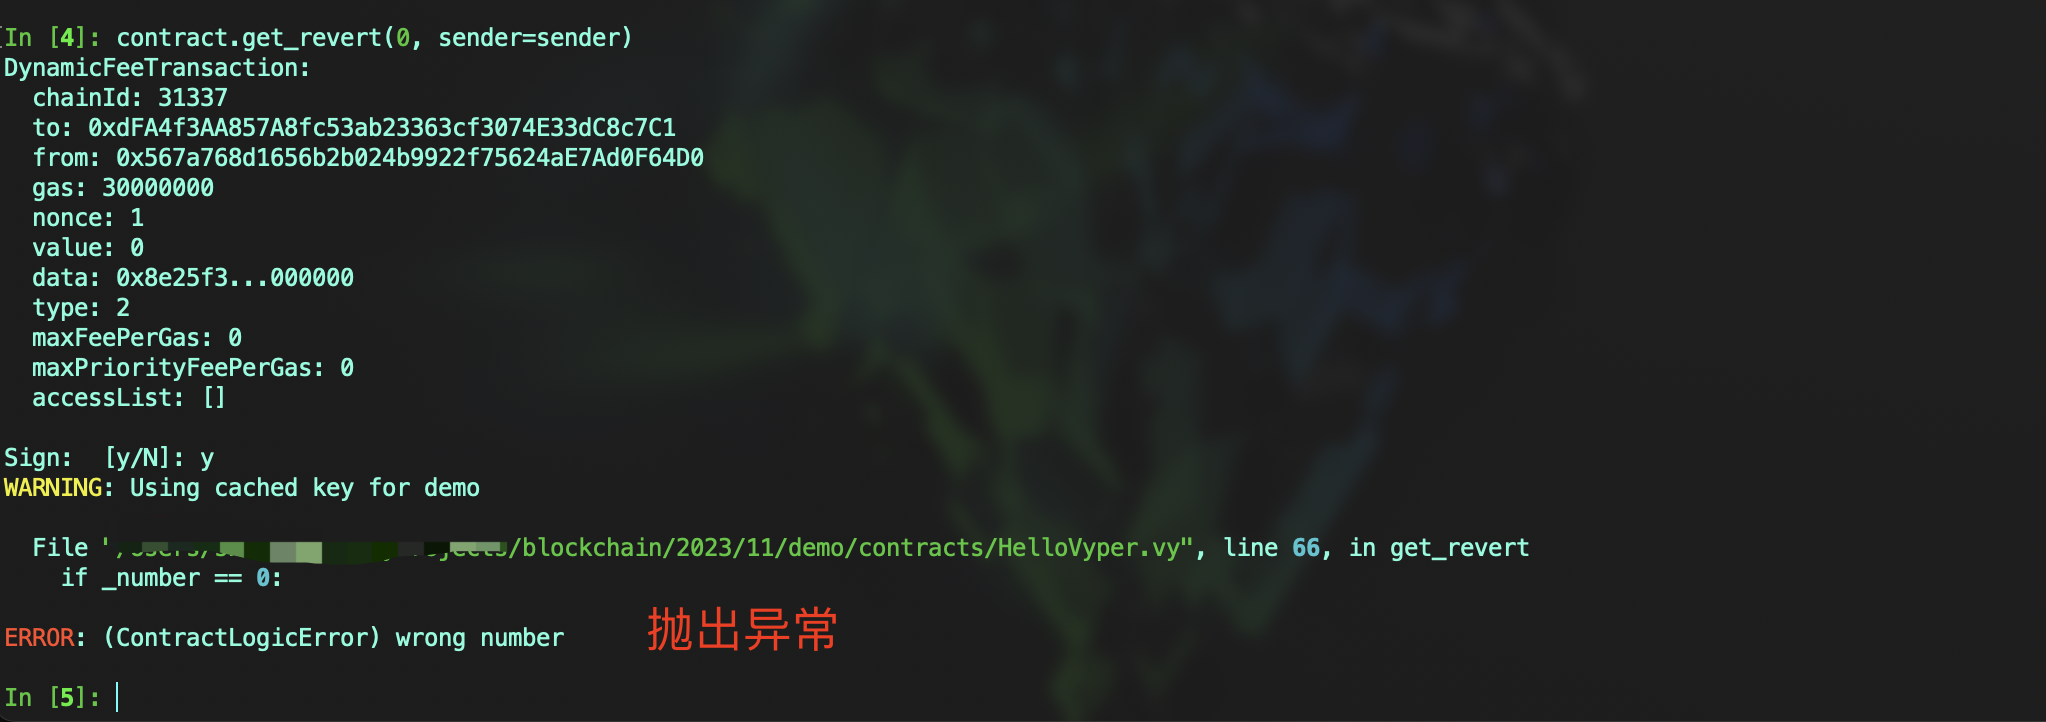 In [4]: contract.get_revert(0, sender=sender)
DynamicFeeTransaction:
chainId: 31337
to: 0xdFA4f3AA857A8fc53ab23363cf3074E33dC8c7C1
from: 0x567a768d1656b2b024b9922f75624aE7Ad0F64D0
gas: 30000000
nonce: 1
value: 0
data: 0x8e25f3...000000
type: 2
maxFeePerGas: 0
maxPriorityFeePerGas: 0
accessList: []
Sign:  [y/N]: y
WARNING: Using cached key for demo
File /blockchain/2023/11/demo/contracts/HelloVyper.vy", line 66, in get_revert
if _number == 0:
ERROR: (ContractLogicError) wrong number
抛出异常
In [5]: